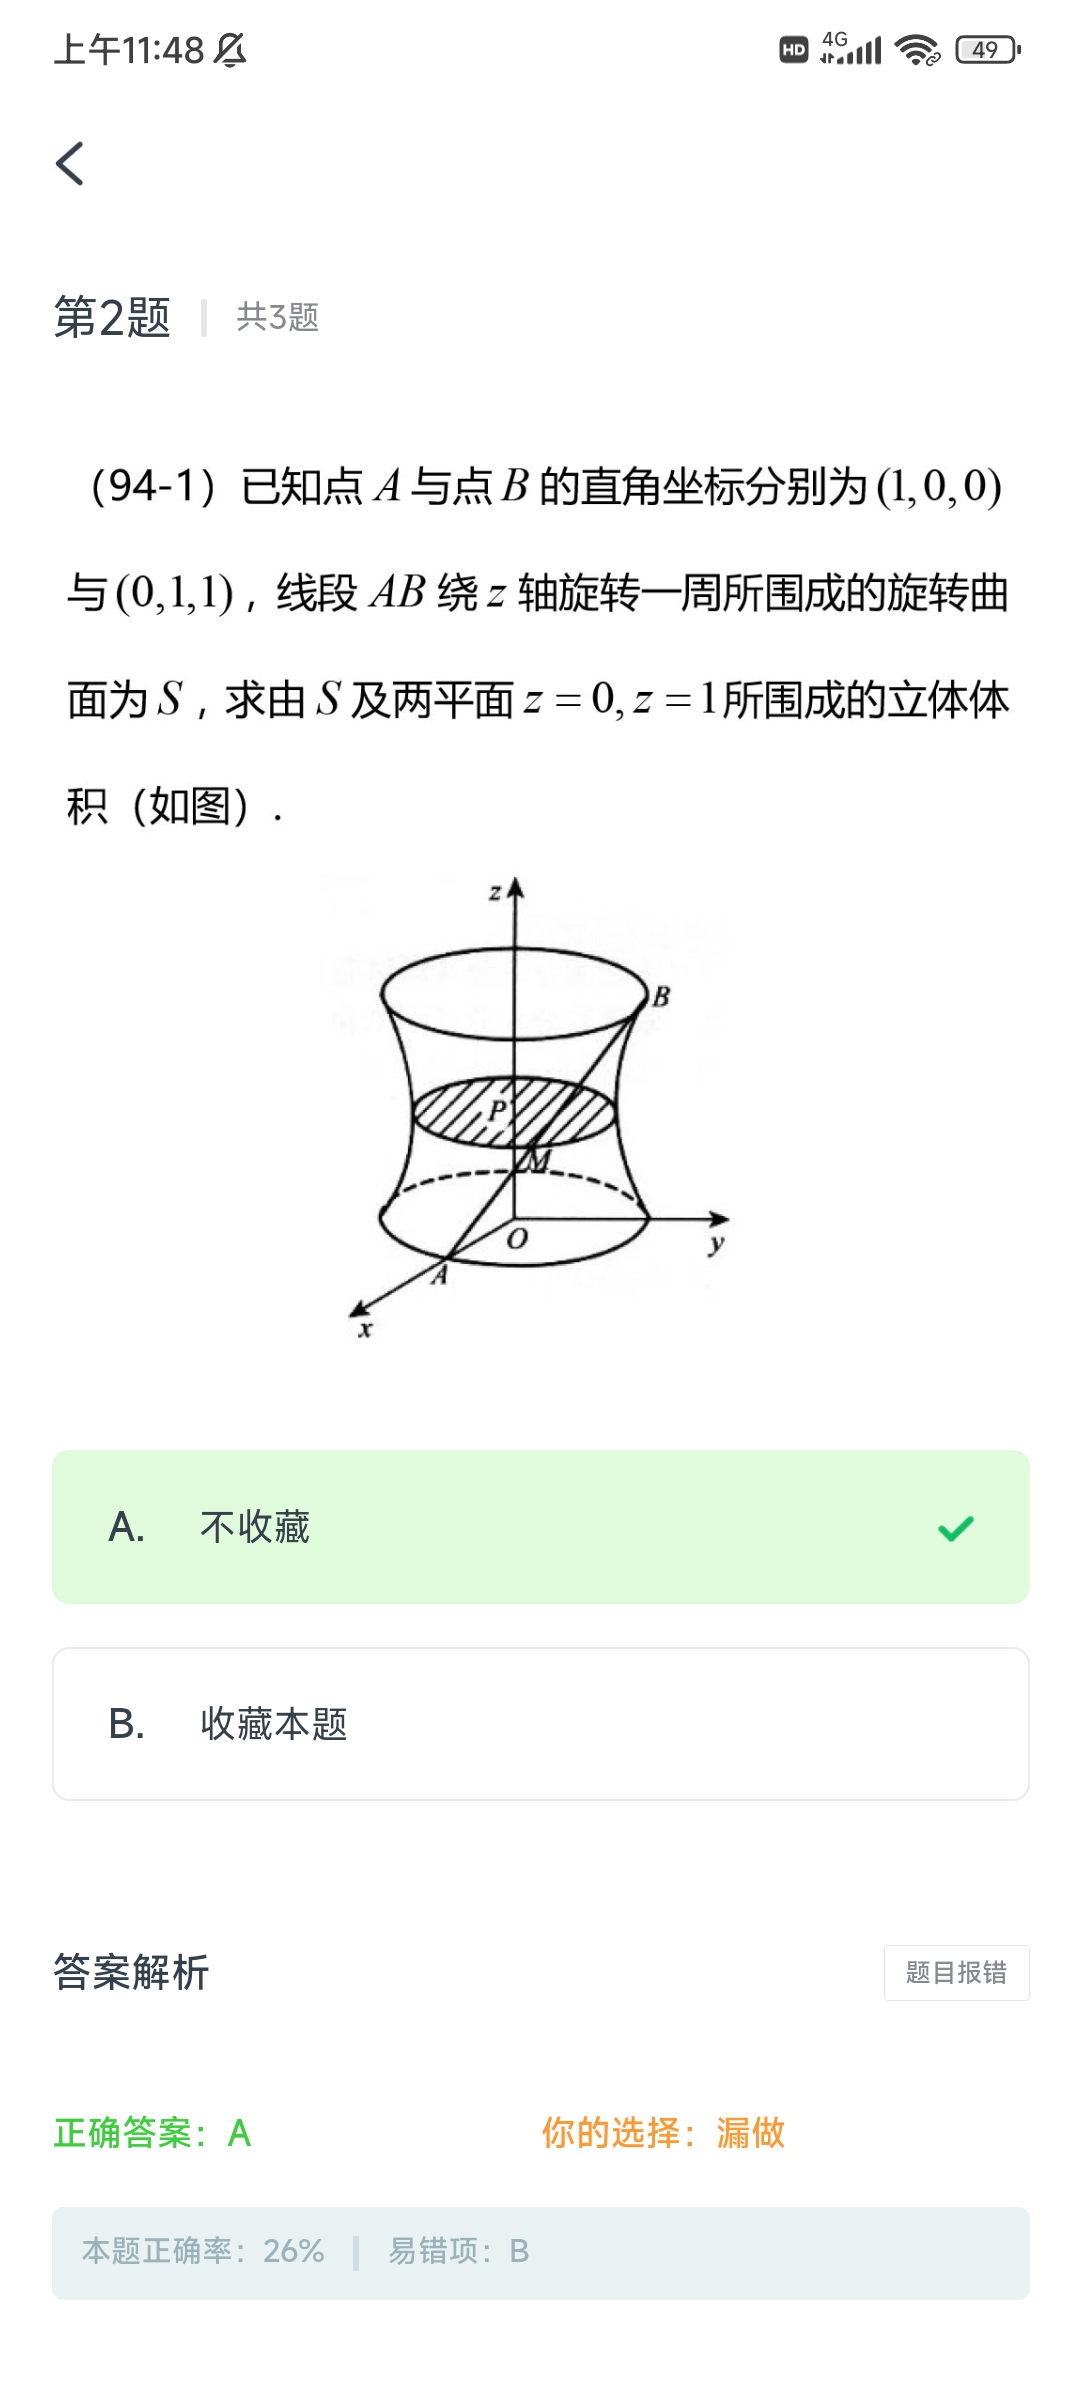 上午11:48
HD 4G 49
第2题 共3题
（94-1）已知点 A 与点 B 的直角坐标分别为 (1,0,0)
与 (0,1,1)，线段 AB 绕 z 轴旋转一周所围成的旋转曲
面为 S，求由 S 及两平面 z = 0, z = 1 所围成的立体体
积（如图）.
z
B
P
M
O
y
A
x
A. 不收藏
B. 收藏本题
答案解析 题目报错
正确答案：A 你的选择：漏做
本题正确率：26% 易错项：B